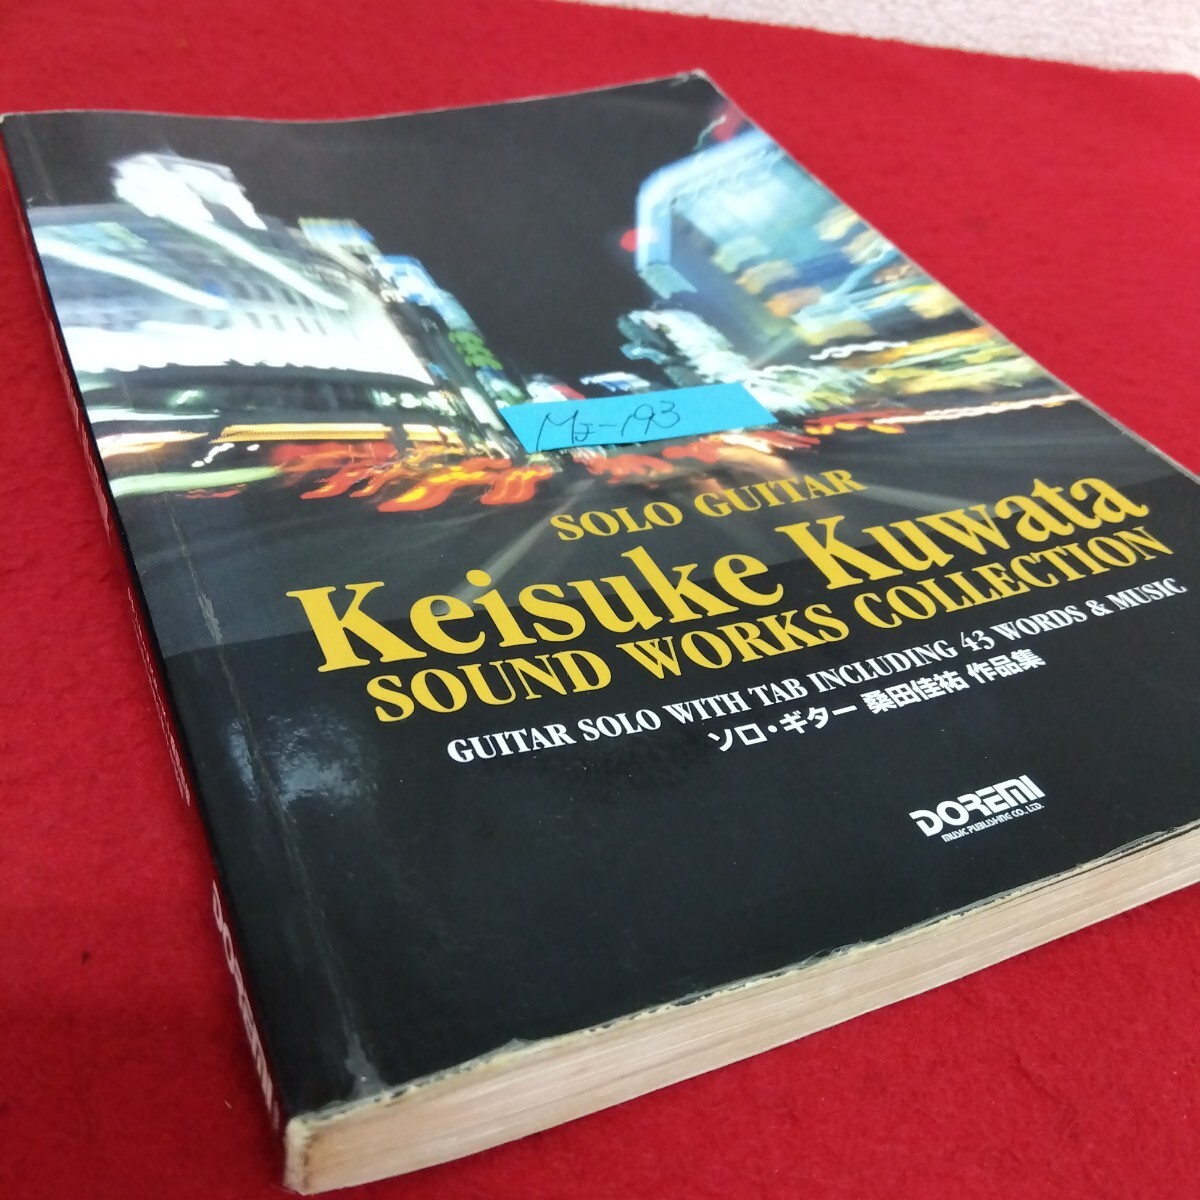 MJ-193
SOLO GUITAR
Keisuke Kuwata
SOUND WORKS COLLECTION
GUITAR SOLO WITH TAB INCLUDING 43 WORDS & MUSIC
ソロ・ギター 桑田佳祐 作品集
DOREMI
MUSIC PUBLISHING CO., LTD.